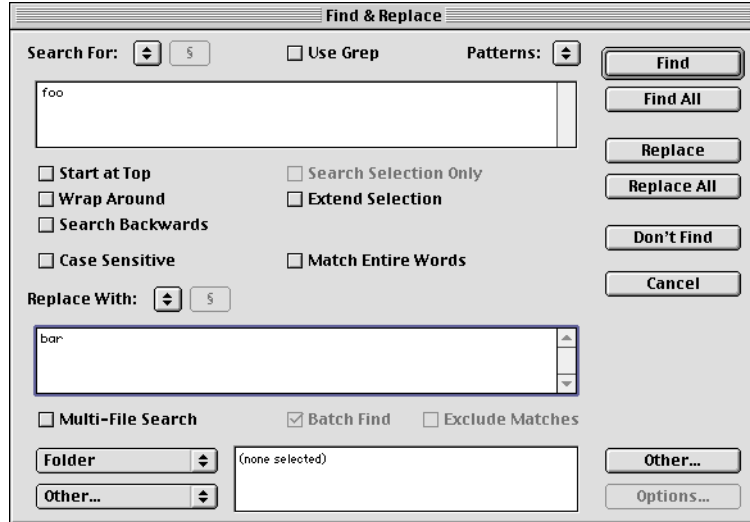 Find & Replace
Search For: § Use Grep Patterns:
Find
foo
Find All
Replace
Start at Top Search Selection Only
Replace All
Wrap Around Extend Selection
Search Backwards
Don't Find
Case Sensitive Match Entire Words
Cancel
Replace With: §
bar
Multi-File Search Batch Find Exclude Matches
Folder (none selected) Other...
Other... Options...